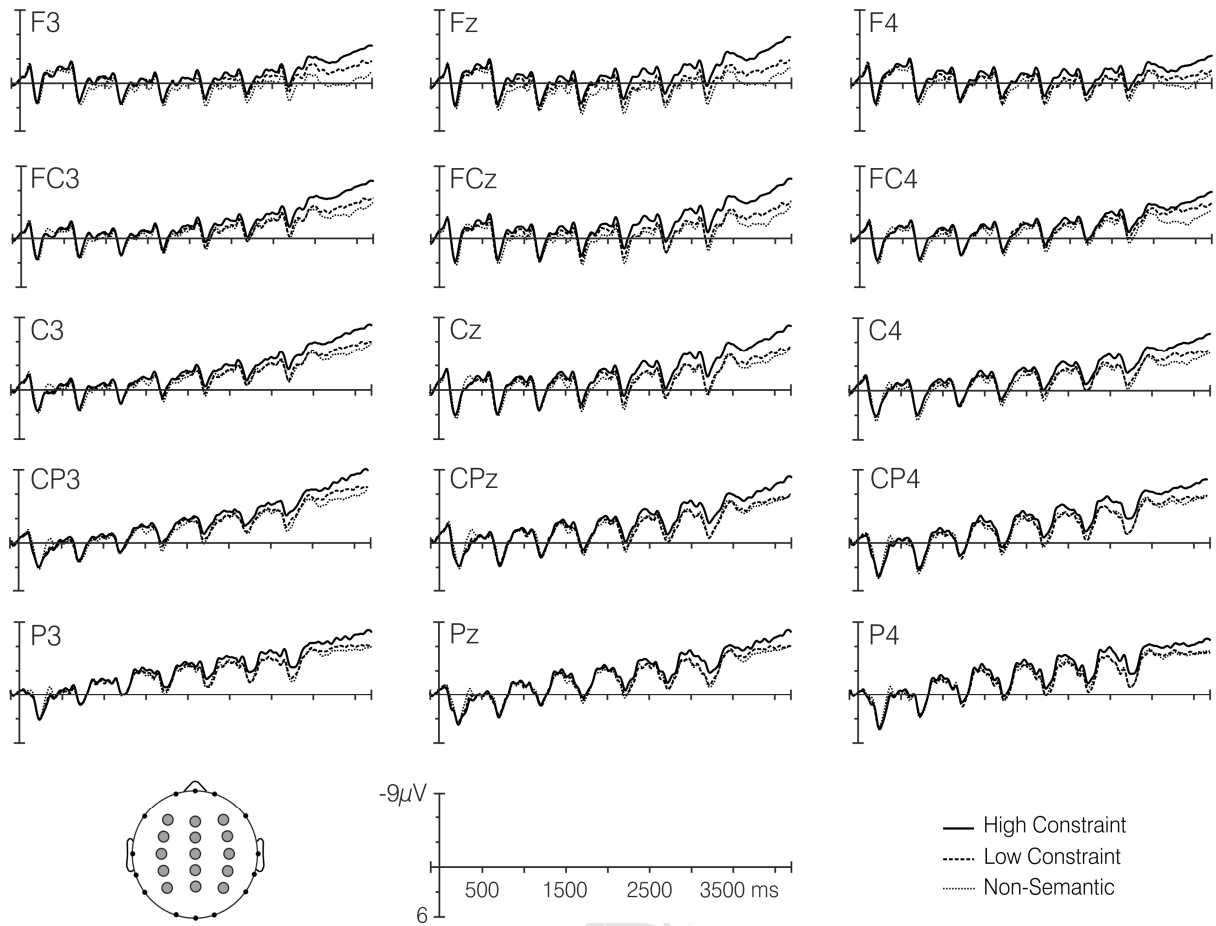 F3 Fz F4
FC3 FCz FC4
C3 Cz C4
CP3 CPz CP4
P3 Pz P4
-9µV
500 1500 2500 3500 ms
6
High Constraint
Low Constraint
Non-Semantic